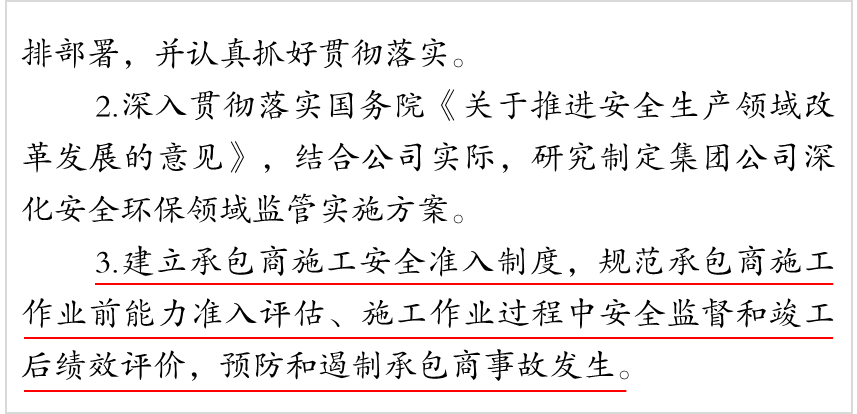 排部署，并认真抓好贯彻落实。
2.深入贯彻落实国务院《关于推进安全生产领域改
革发展的意见》，结合公司实际，研究制定集团公司深
化安全环保领域监管实施方案。
3.建立承包商施工安全准入制度，规范承包商施工
作业前能力准入评估、施工作业过程中安全监督和竣工
后绩效评价，预防和遏制承包商事故发生。